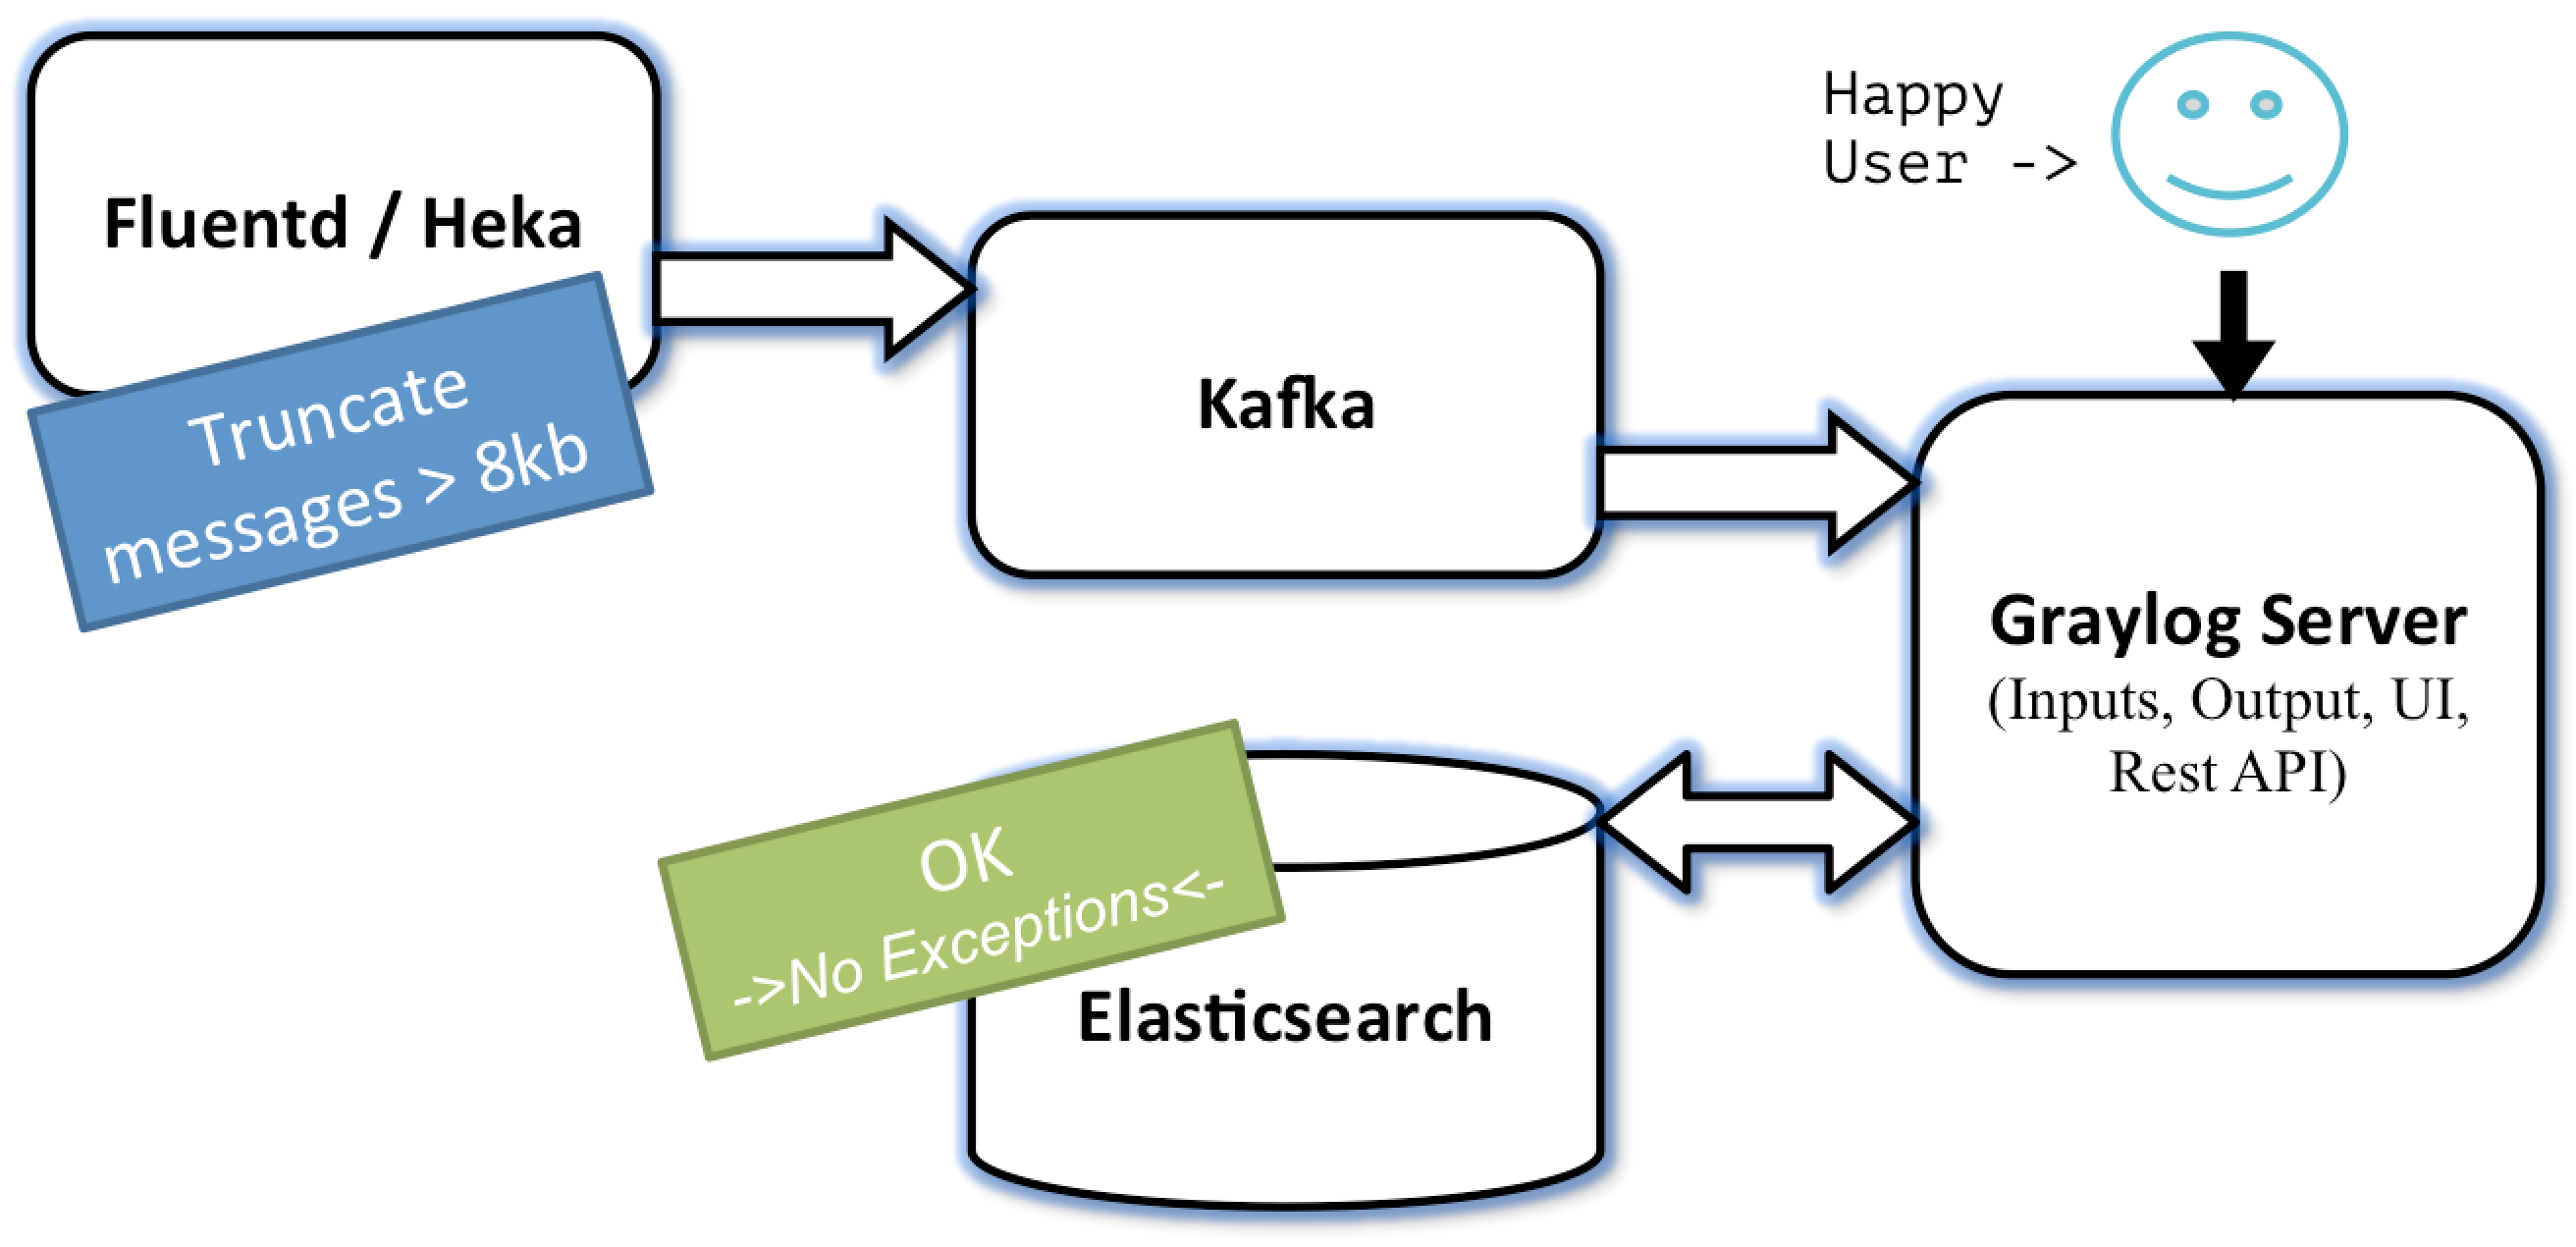 Fluentd / Heka
Truncate
messages > 8kb
Kafka
Happy
User ->
Graylog Server
(Inputs, Output, UI,
Rest API)
OK
->No Exceptions<-
Elasticsearch